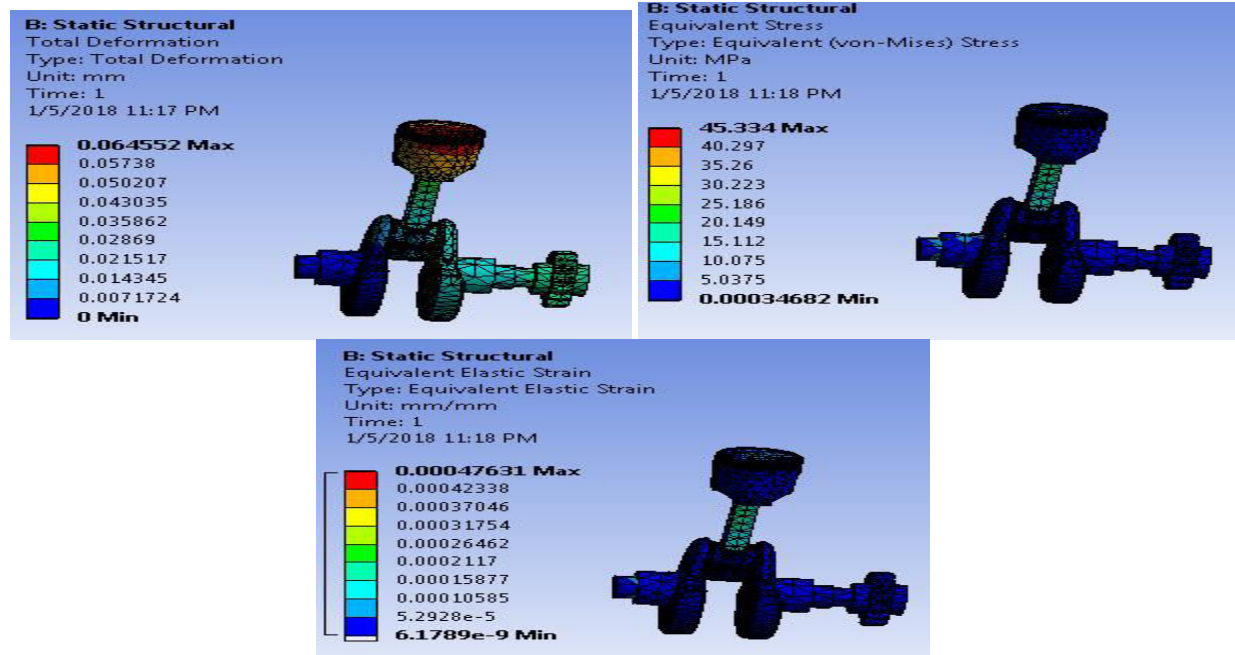 B: Static Structural
Total Deformation
Type: Total Deformation
Unit: mm
Time: 1
1/5/2018 11:17 PM
0.064552 Max
0.05738
0.050207
0.043035
0.035862
0.02869
0.021517
0.014345
0.0071724
0 Min
B: Static Structural
Equivalent Stress
Type: Equivalent (von-Mises) Stress
Unit: MPa
Time: 1
1/5/2018 11:18 PM
45.334 Max
40.297
35.26
30.223
25.186
20.149
15.112
10.075
5.0375
0.00034682 Min
B: Static Structural
Equivalent Elastic Strain
Type: Equivalent Elastic Strain
Unit: mm/mm
Time: 1
1/5/2018 11:18 PM
0.00047631 Max
0.00042338
0.00037046
0.00031754
0.00026462
0.0002117
0.00015877
0.00010585
5.2928e-5
6.1789e-9 Min